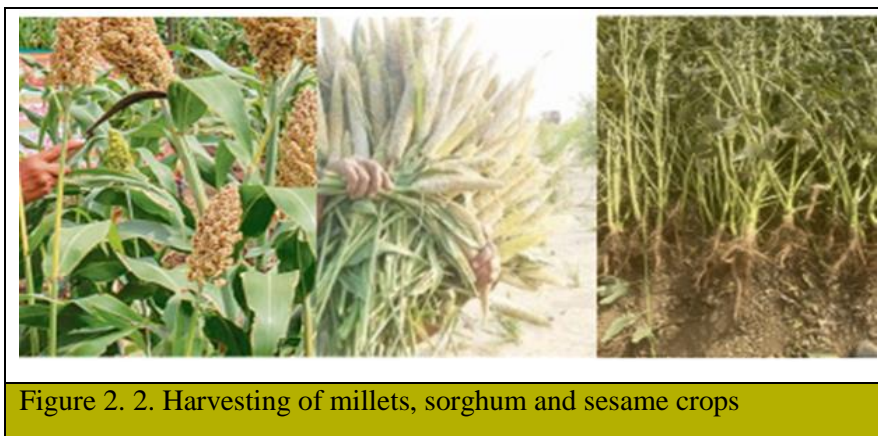 Figure 2. 2. Harvesting of millets, sorghum and sesame crops